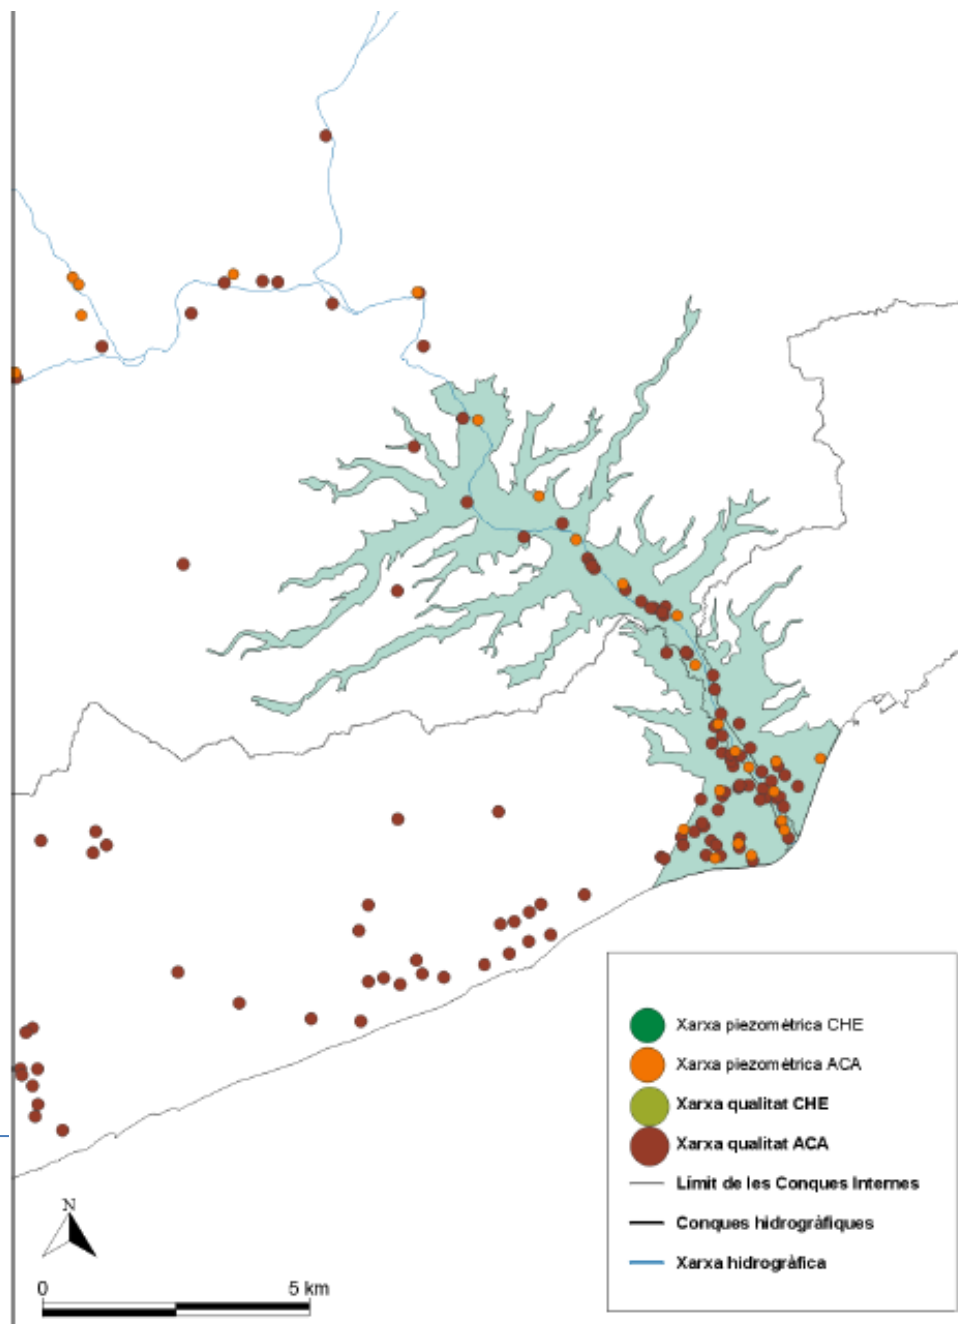 Xarxa piezomètrica CHE
Xarxa piezomètrica ACA
Xarxa qualitat CHE
Xarxa qualitat ACA
Límit de les Conques Internes
Conques hidrogràfiques
Xarxa hidrogràfica
N
0 5 km